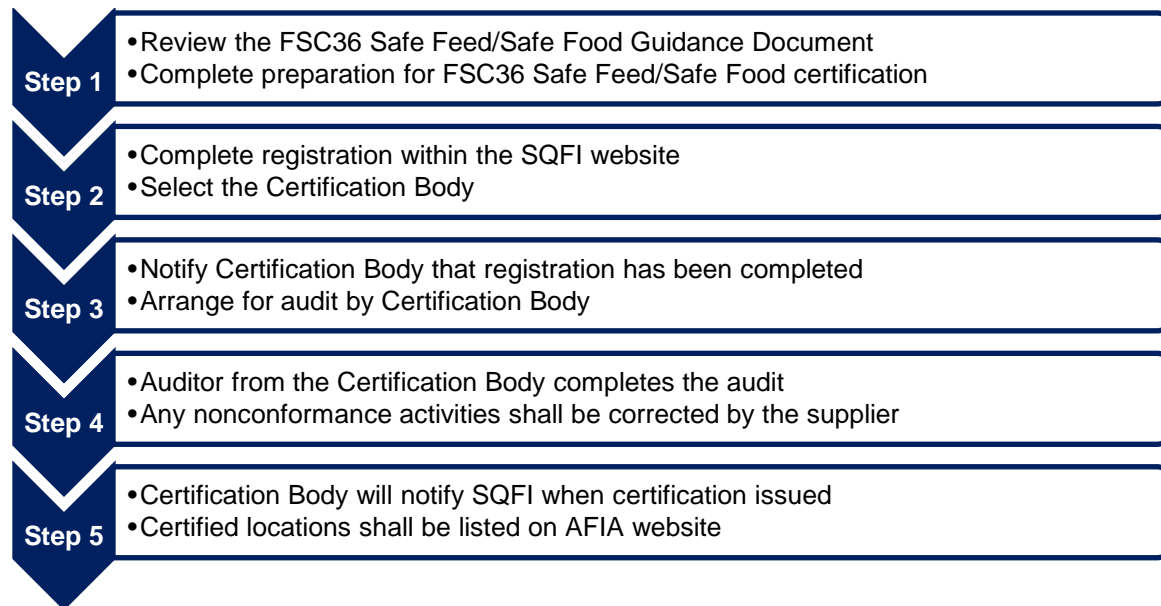 Step 1
•Review the FSC36 Safe Feed/Safe Food Guidance Document
•Complete preparation for FSC36 Safe Feed/Safe Food certification
Step 2
•Complete registration within the SQFI website
•Select the Certification Body
Step 3
•Notify Certification Body that registration has been completed
•Arrange for audit by Certification Body
Step 4
•Auditor from the Certification Body completes the audit
•Any nonconformance activities shall be corrected by the supplier
Step 5
•Certification Body will notify SQFI when certification issued
•Certified locations shall be listed on AFIA website